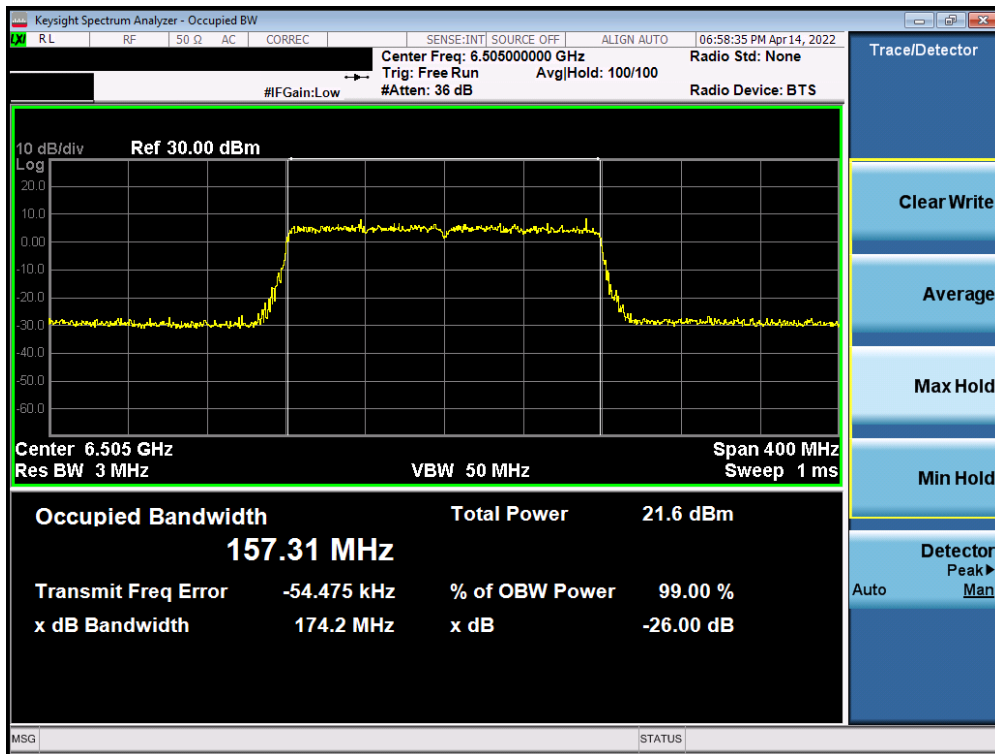 Keysight Spectrum Analyzer - Occupied BW
LXI RL RF 50 Ω AC CORREC SENSE:INT SOURCE OFF ALIGN AUTO 06:58:35 PM Apr 14, 2022
Center Freq: 6.505000000 GHz Radio Std: None
Trig: Free Run Avg|Hold: 100/100
#IFGain:Low #Atten: 36 dB Radio Device: BTS
10 dB/div Ref 30.00 dBm
Log
20.0
10.0
0.00
-10.0
-20.0
-30.0
-40.0
-50.0
-60.0
Center 6.505 GHz Span 400 MHz
Res BW 3 MHz VBW 50 MHz Sweep 1 ms
Occupied Bandwidth Total Power 21.6 dBm
157.31 MHz
Transmit Freq Error -54.475 kHz % of OBW Power 99.00 %
x dB Bandwidth 174.2 MHz x dB -26.00 dB
MSG STATUS
Trace/Detector
Clear Write
Average
Max Hold
Min Hold
Detector
Peak▶
Auto Man